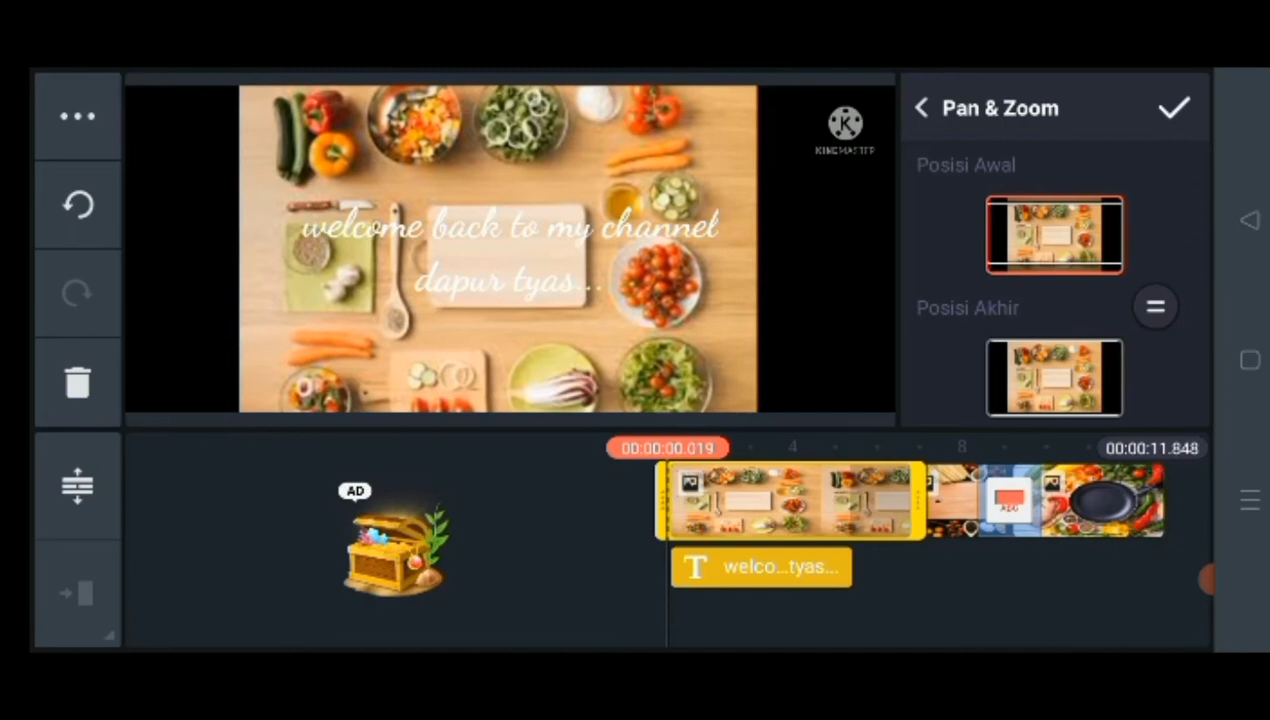 KINEMASTER
Pan & Zoom
Posisi Awal
welcome back to my channel
dapur tyas...
Posisi Akhir
00:00:00.019
4
8
00:00:11.848
AD
T welco...tyas...